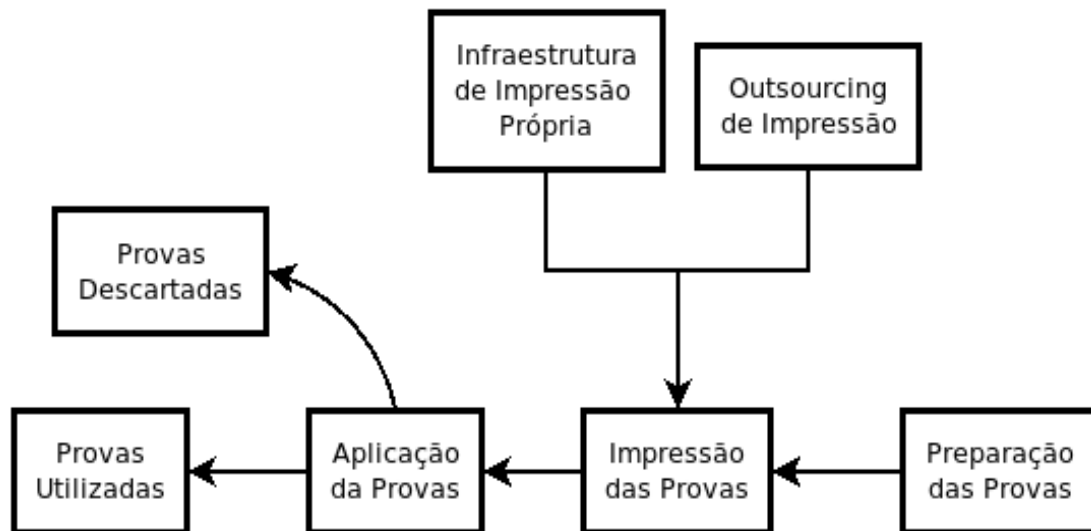 Infraestrutura
de Impressão
Própria
Outsourcing
de Impressão
Provas
Descartadas
Provas
Utilizadas
Aplicação
da Provas
Impressão
das Provas
Preparação
das Provas